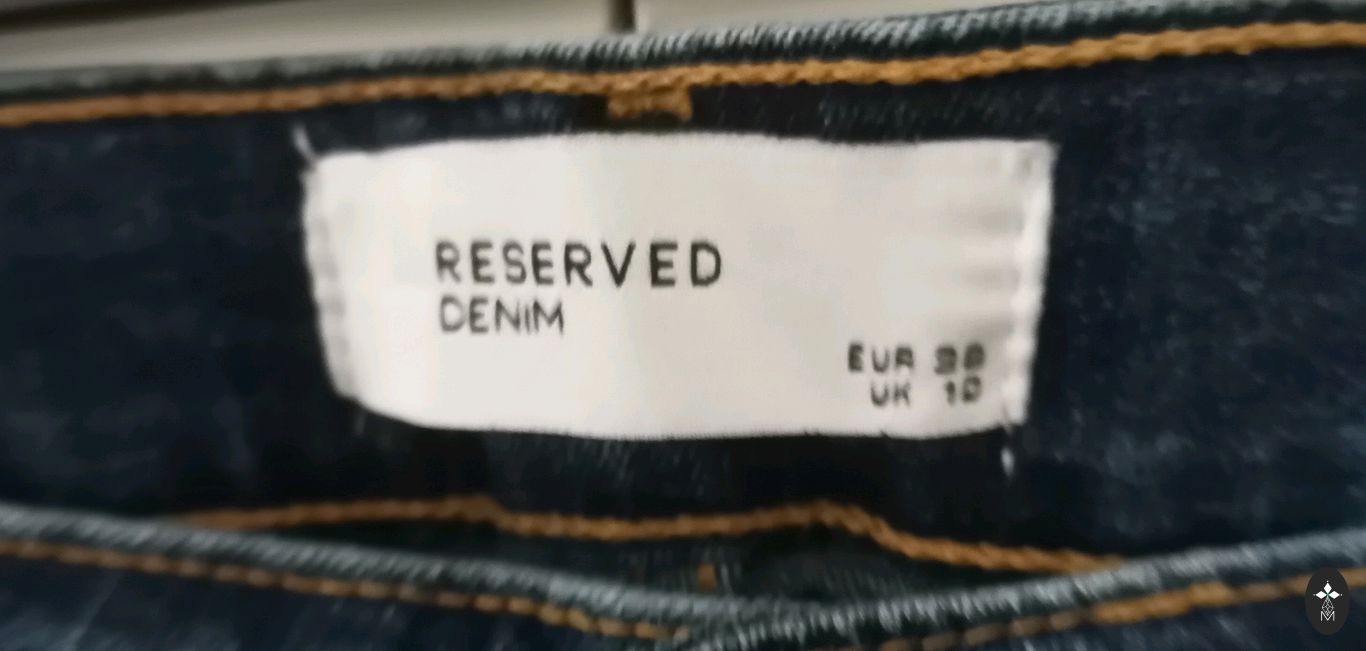 RESERVED
DENIM
EUR 38
UK 10